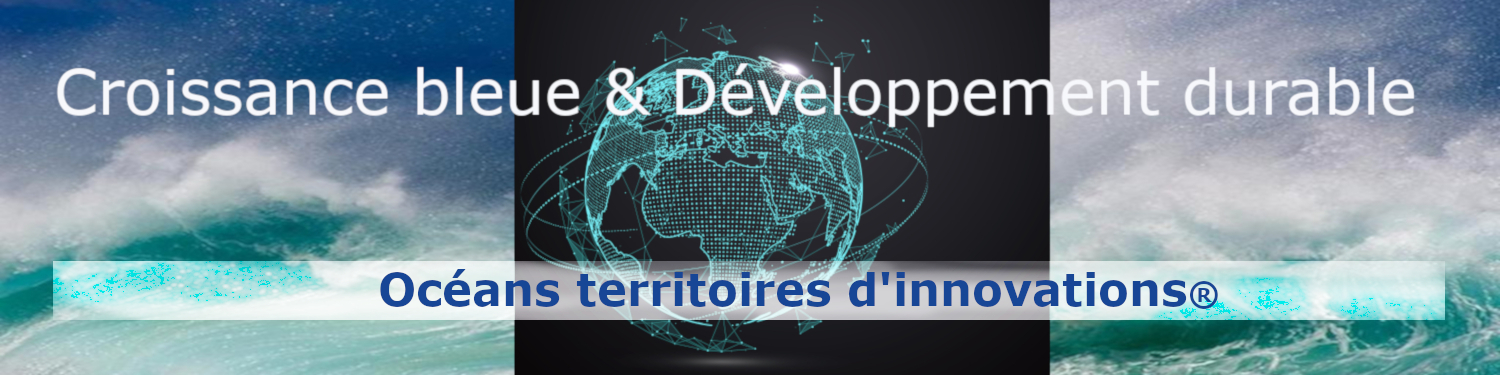 Croissance bleue & Développement durable
Océans territoires d'innovations®